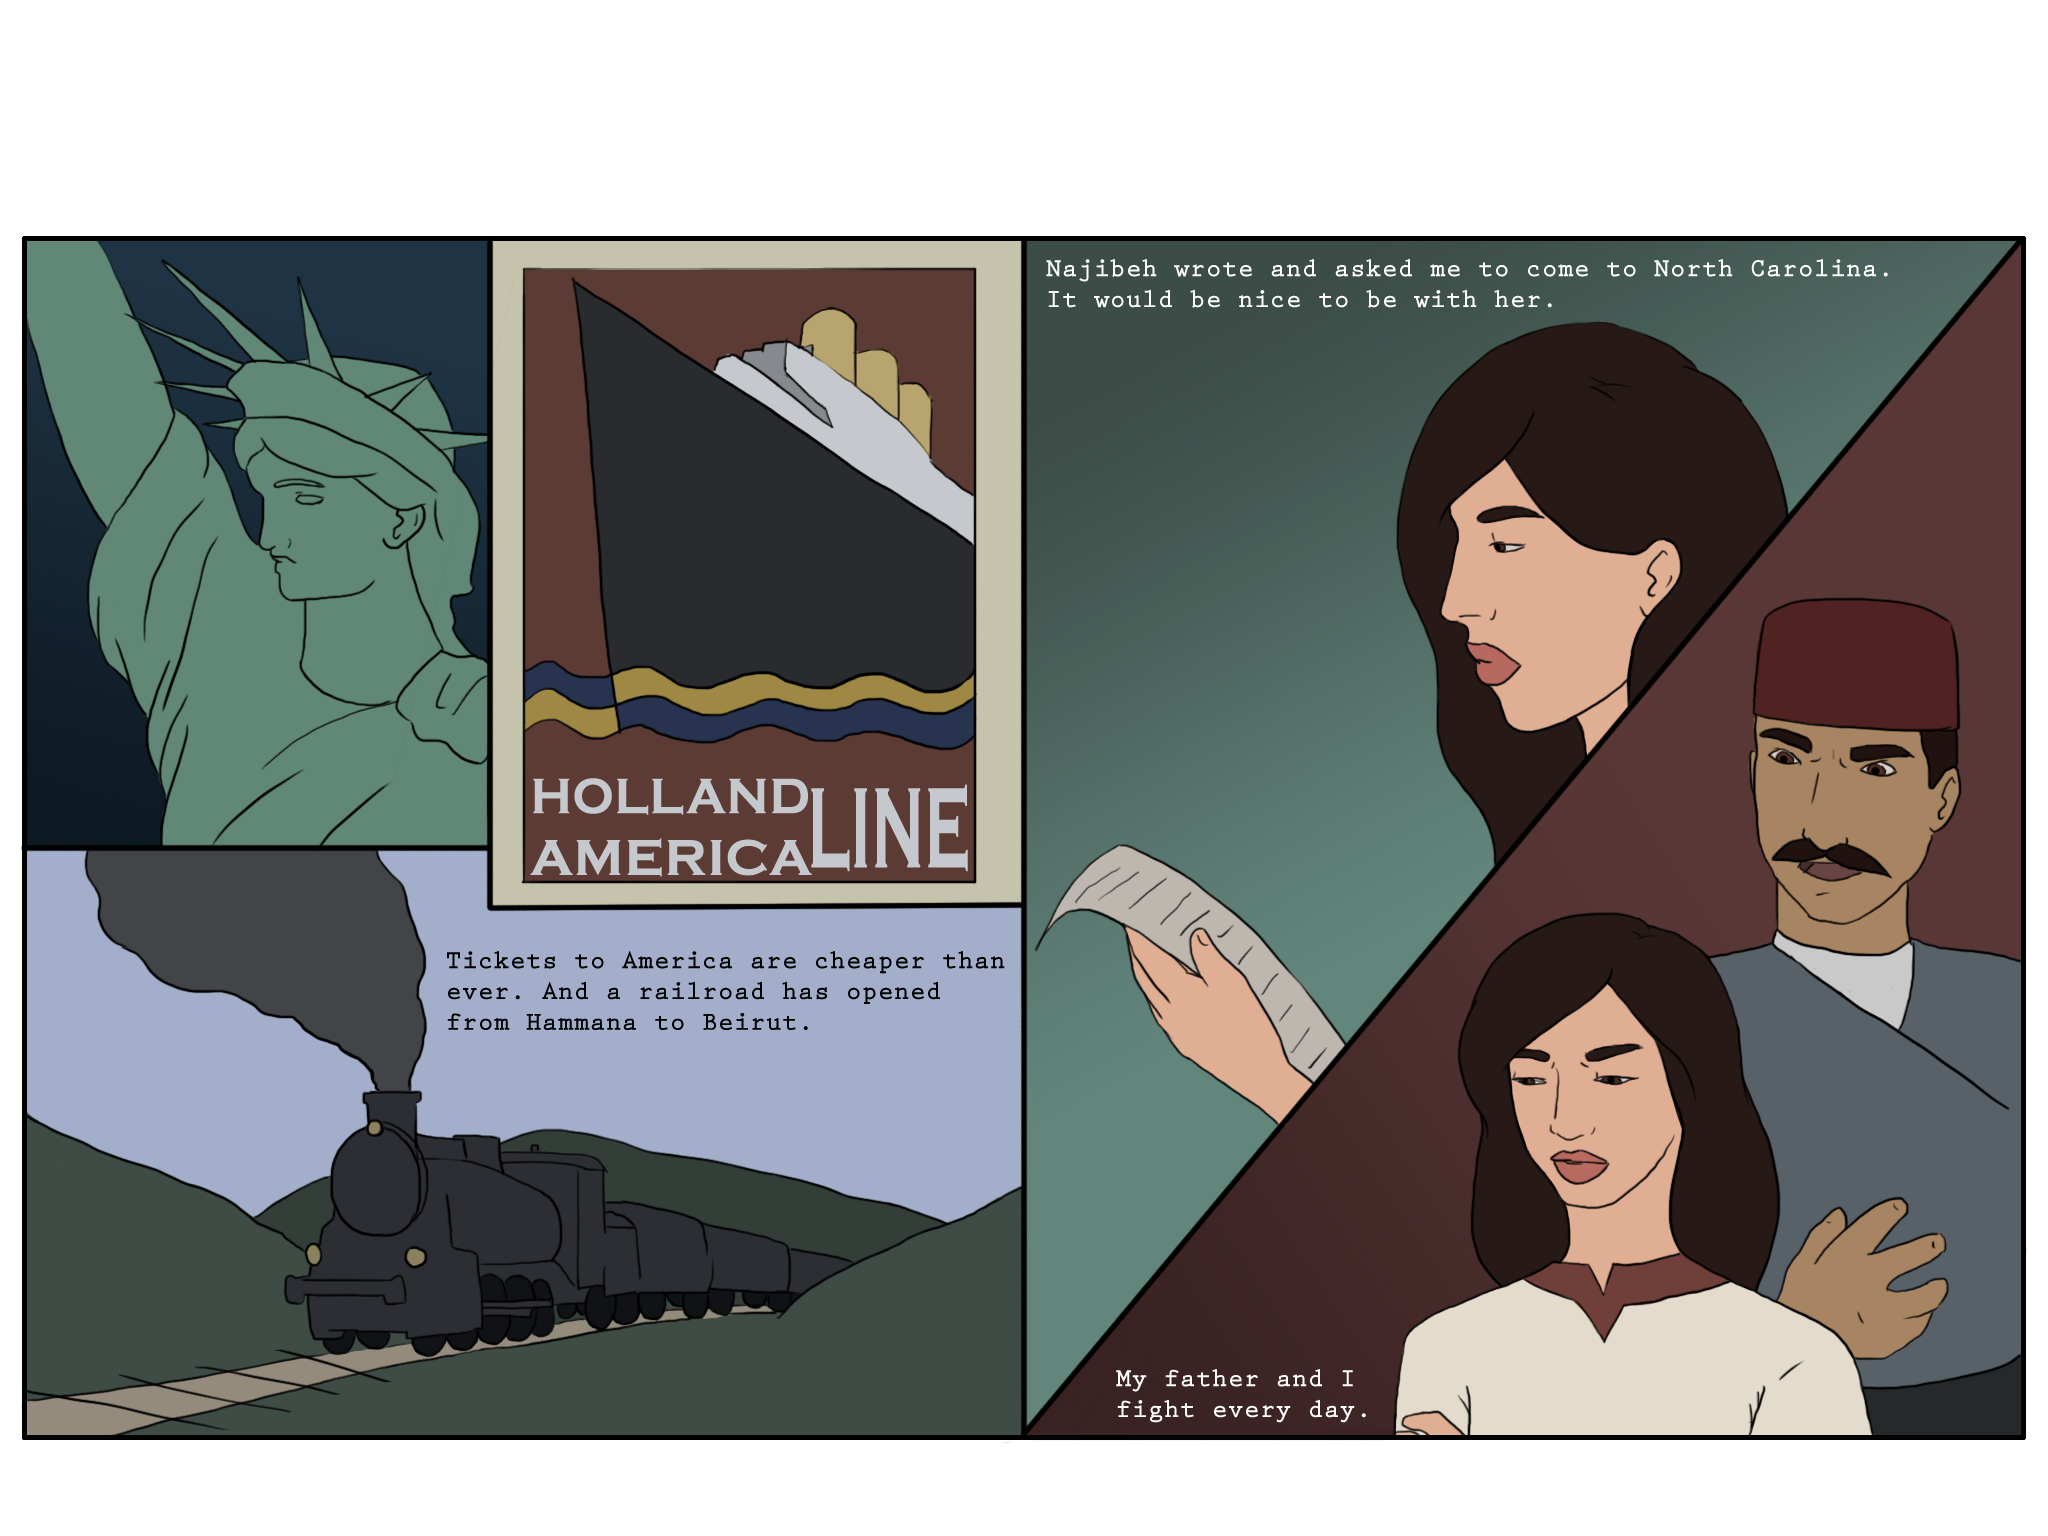 HOLLAND
AMERICA LINE
Tickets to America are cheaper than
ever. And a railroad has opened
from Hammana to Beirut.
Najibeh wrote and asked me to come to North Carolina.
It would be nice to be with her.
My father and I
fight every day.